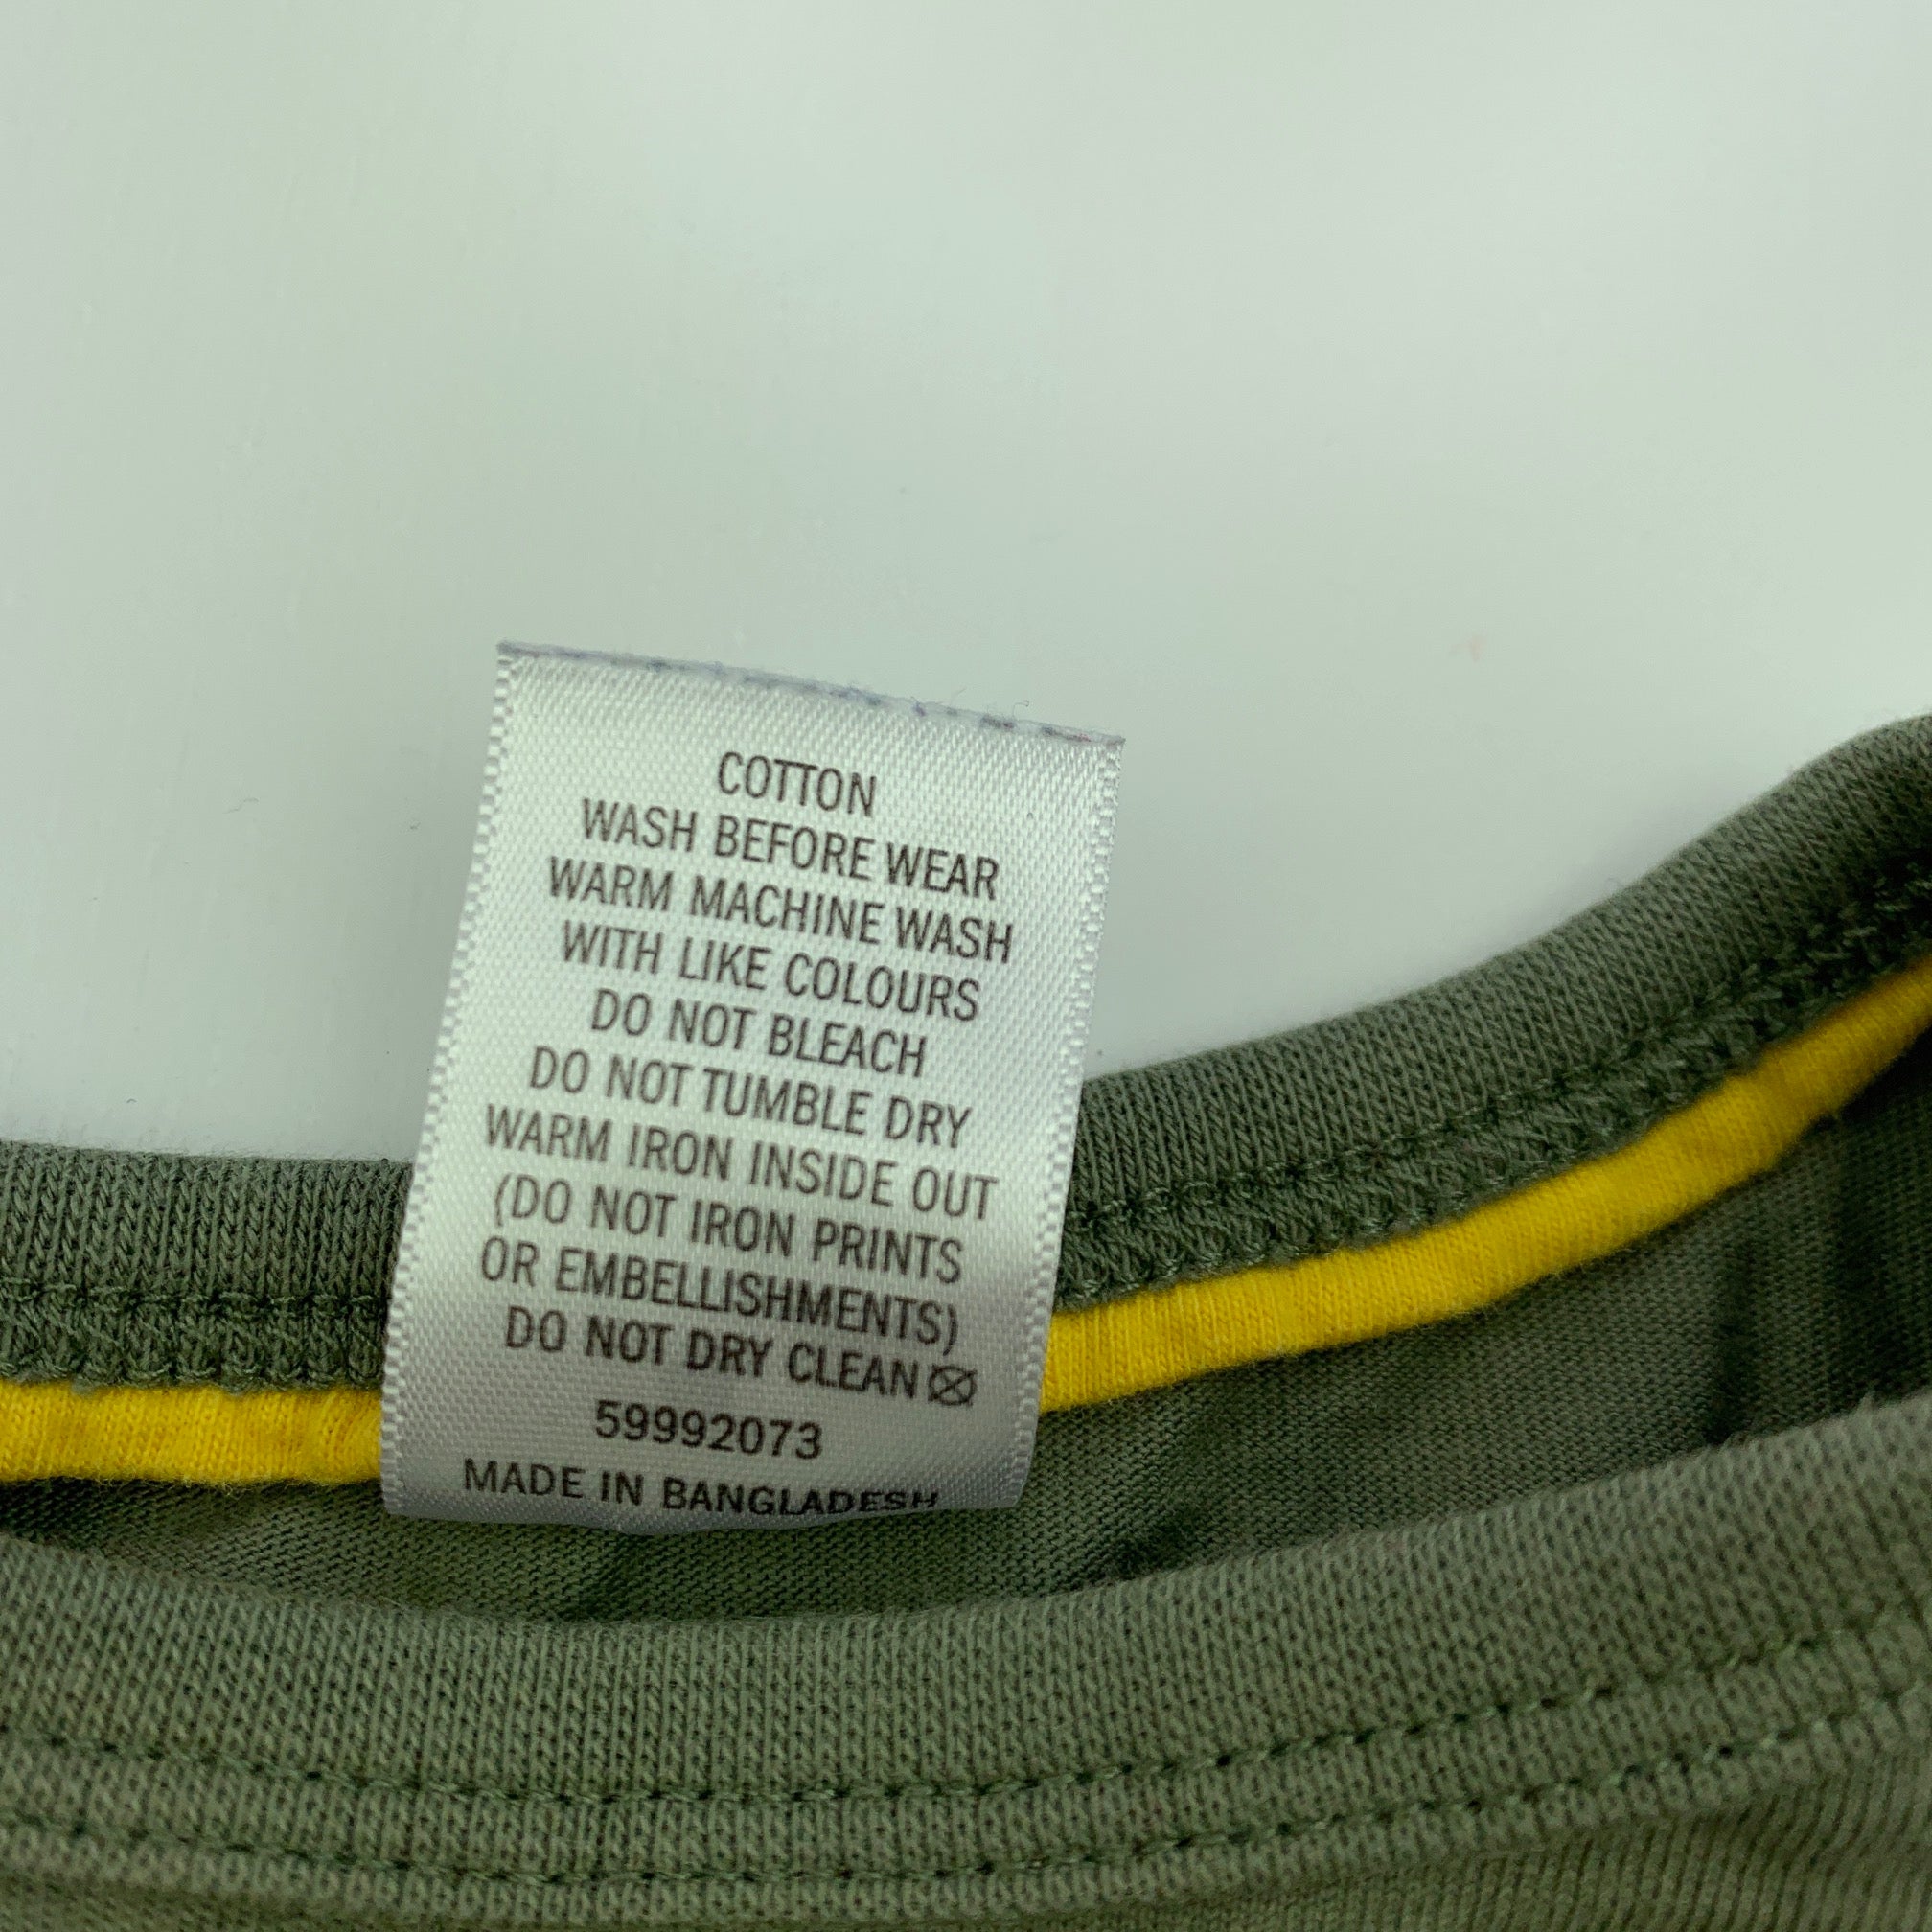 COTTON
WASH BEFORE WEAR
WARM MACHINE WASH
WITH LIKE COLOURS
DO NOT BLEACH
DO NOT TUMBLE DRY
WARM IRON INSIDE OUT
(DO NOT IRON PRINTS
OR EMBELLISHMENTS)
DO NOT DRY CLEAN
59992073
MADE IN BANGLADESH